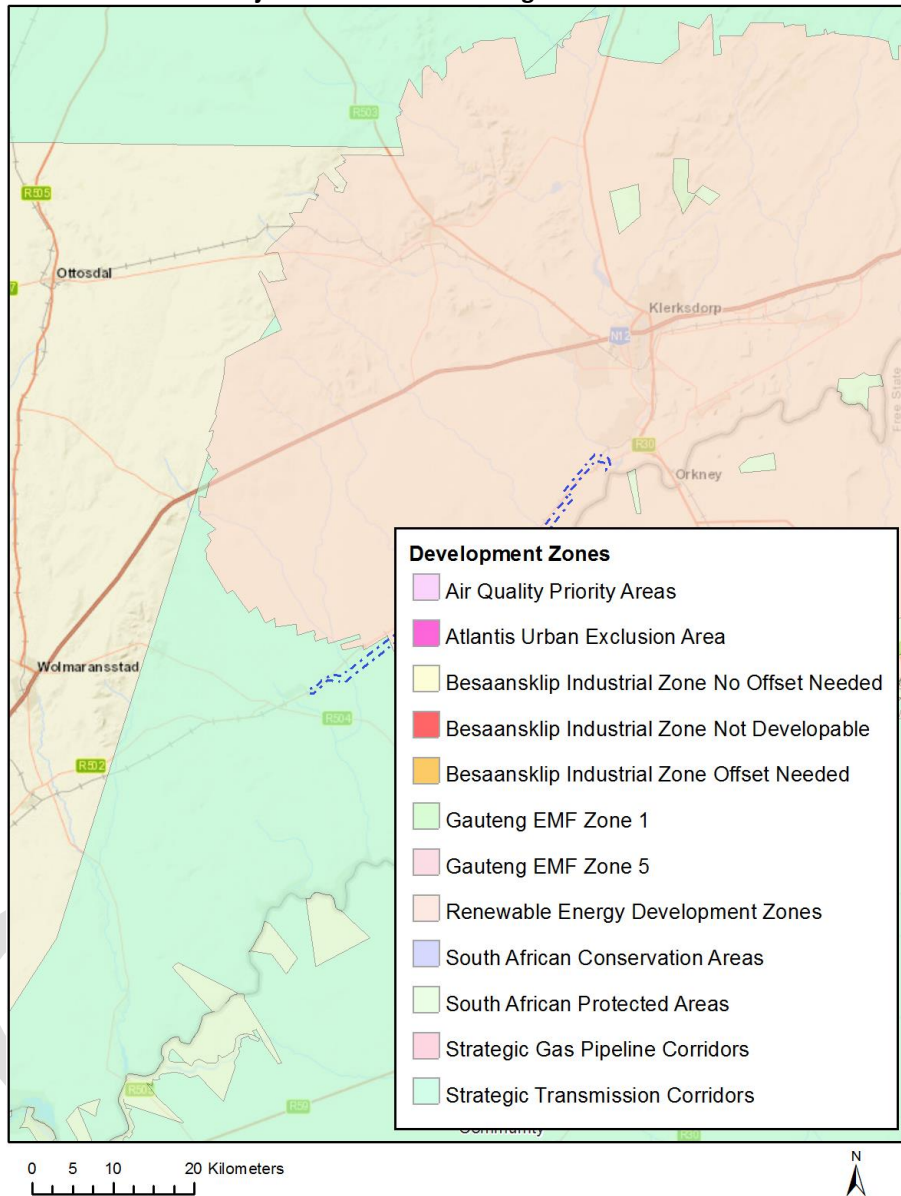 R503
R505
Ottosdal
Klerksdorp
N12
Free State
R30
Orkney
Wolmaransstad
R504
R502
R59
R30
Development Zones
Air Quality Priority Areas
Atlantis Urban Exclusion Area
Besaansklip Industrial Zone No Offset Needed
Besaansklip Industrial Zone Not Developable
Besaansklip Industrial Zone Offset Needed
Gauteng EMF Zone 1
Gauteng EMF Zone 5
Renewable Energy Development Zones
South African Conservation Areas
South African Protected Areas
Strategic Gas Pipeline Corridors
Strategic Transmission Corridors
0 5 10 20 Kilometers
N